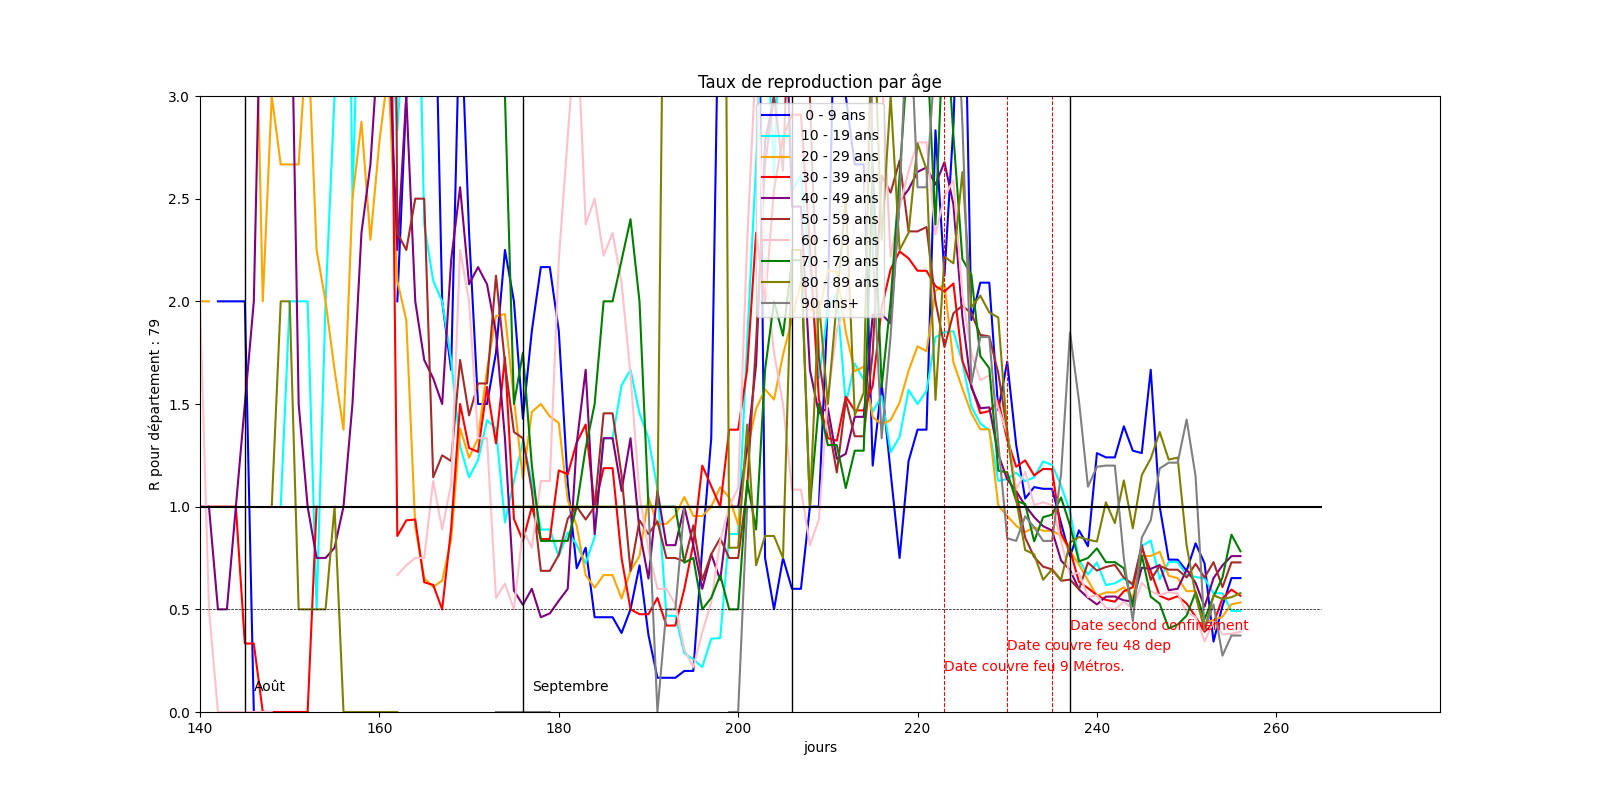 Taux de reproduction par âge
R pour département : 79
3.0
2.5
2.0
1.5
1.0
0.5
0.0
0 - 9 ans
10 - 19 ans
20 - 29 ans
30 - 39 ans
40 - 49 ans
50 - 59 ans
60 - 69 ans
70 - 79 ans
80 - 89 ans
90 ans+
Date second confinement
Date couvre feu 48 dep
Date couvre feu 9 Métros.
Août
Septembre
140
160
180
200
220
240
260
jours